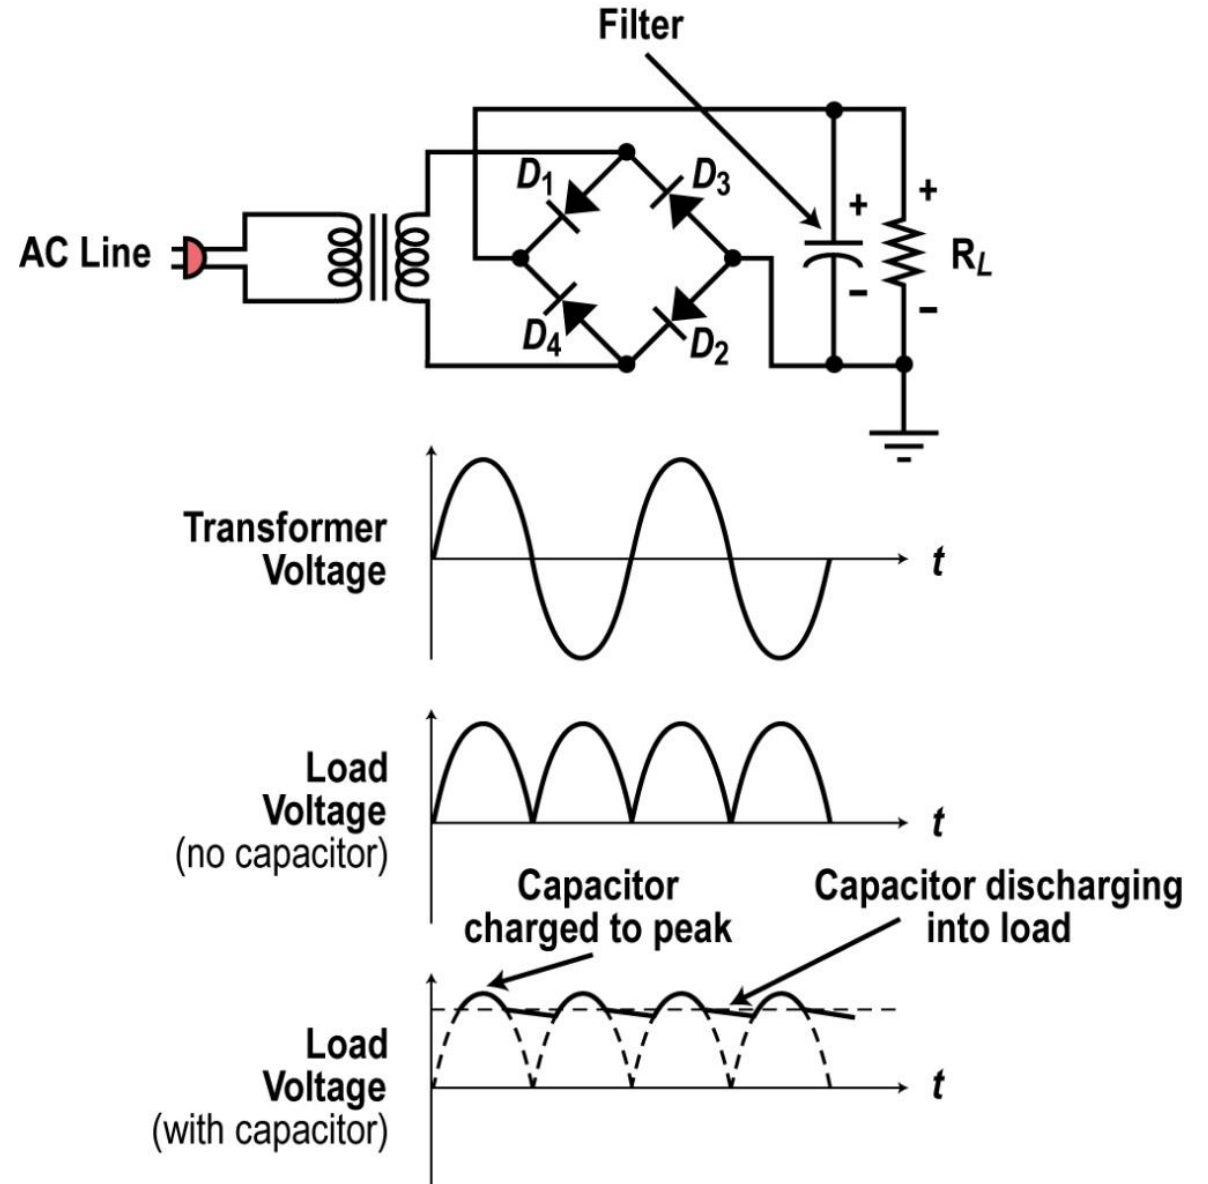 Filter
AC Line
D1
D3
D4
D2
+
-
+
-
RL
Transformer
Voltage
t
Load
Voltage
(no capacitor)
t
Capacitor
charged to peak
Capacitor discharging
into load
Load
Voltage
(with capacitor)
t